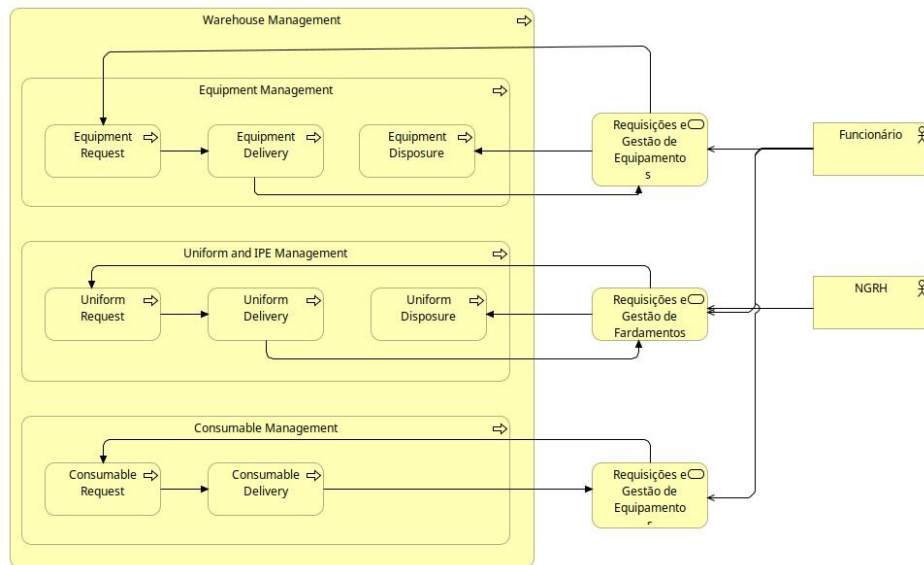 Warehouse Management
Equipment Management
Equipment
Request
Equipment
Delivery
Equipment
Disposure
Requisições e
Gestão de
Equipamento
s
Funcionário
Uniform and IPE Management
Uniform
Request
Uniform
Delivery
Uniform
Disposure
Requisições e
Gestão de
Fardamentos
NGRH
Consumable Management
Consumable
Request
Consumable
Delivery
Requisições e
Gestão de
Equipamento